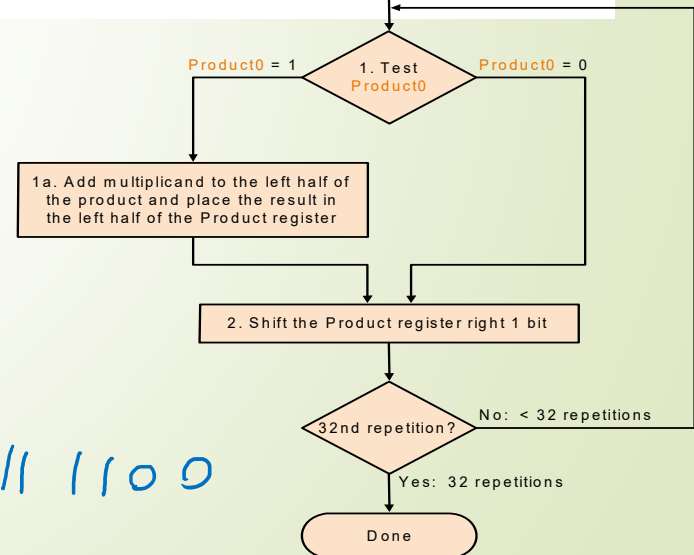 Product0 = 1
1. Test
Product0
Product0 = 0
1a. Add multiplicand to the left half of
the product and place the result in
the left half of the Product register
2. Shift the Product register right 1 bit
32nd repetition?
No: < 32 repetitions
11 1100
Yes: 32 repetitions
Done